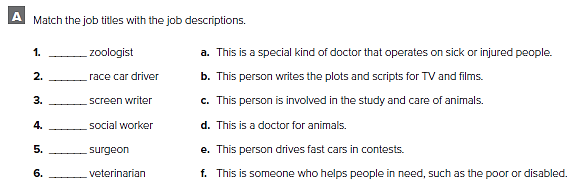 A Match the job titles with the job descriptions.
1. ______ zoologist a. This is a special kind of doctor that operates on sick or injured people.
2. ______ race car driver b. This person writes the plots and scripts for TV and films.
3. ______ screen writer c. This person is involved in the study and care of animals.
4. ______ social worker d. This is a doctor for animals.
5. ______ surgeon e. This person drives fast cars in contests.
6. ______ veterinarian f. This is someone who helps people in need, such as the poor or disabled.